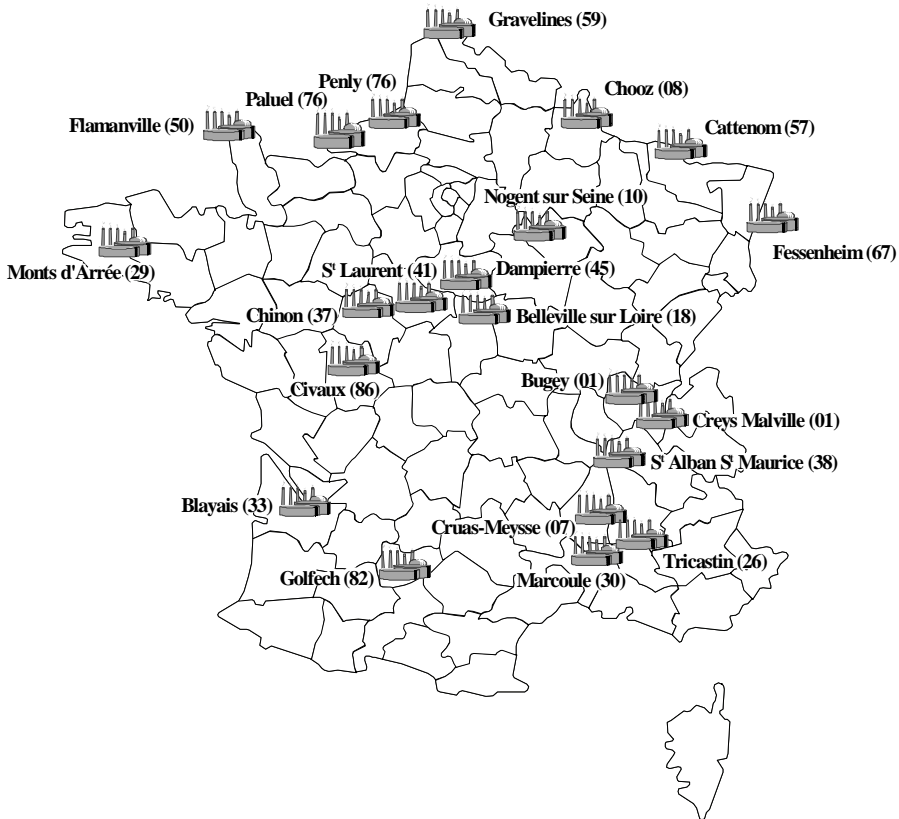 Gravelines (59)
Penly (76)
Chooz (08)
Paluel (76)
Flamanville (50)
Cattenom (57)
Nogent sur Seine (10)
Fessenheim (67)
Monts d'Arrée (29)
Sᵗ Laurent (41)
Dampierre (45)
Chinon (37)
Belleville sur Loire (18)
Civaux (86)
Bugey (01)
Creys Malville (01)
Sᵗ Alban Sᵗ Maurice (38)
Blayais (33)
Cruas-Meysse (07)
Tricastin (26)
Golfech (82)
Marcoule (30)